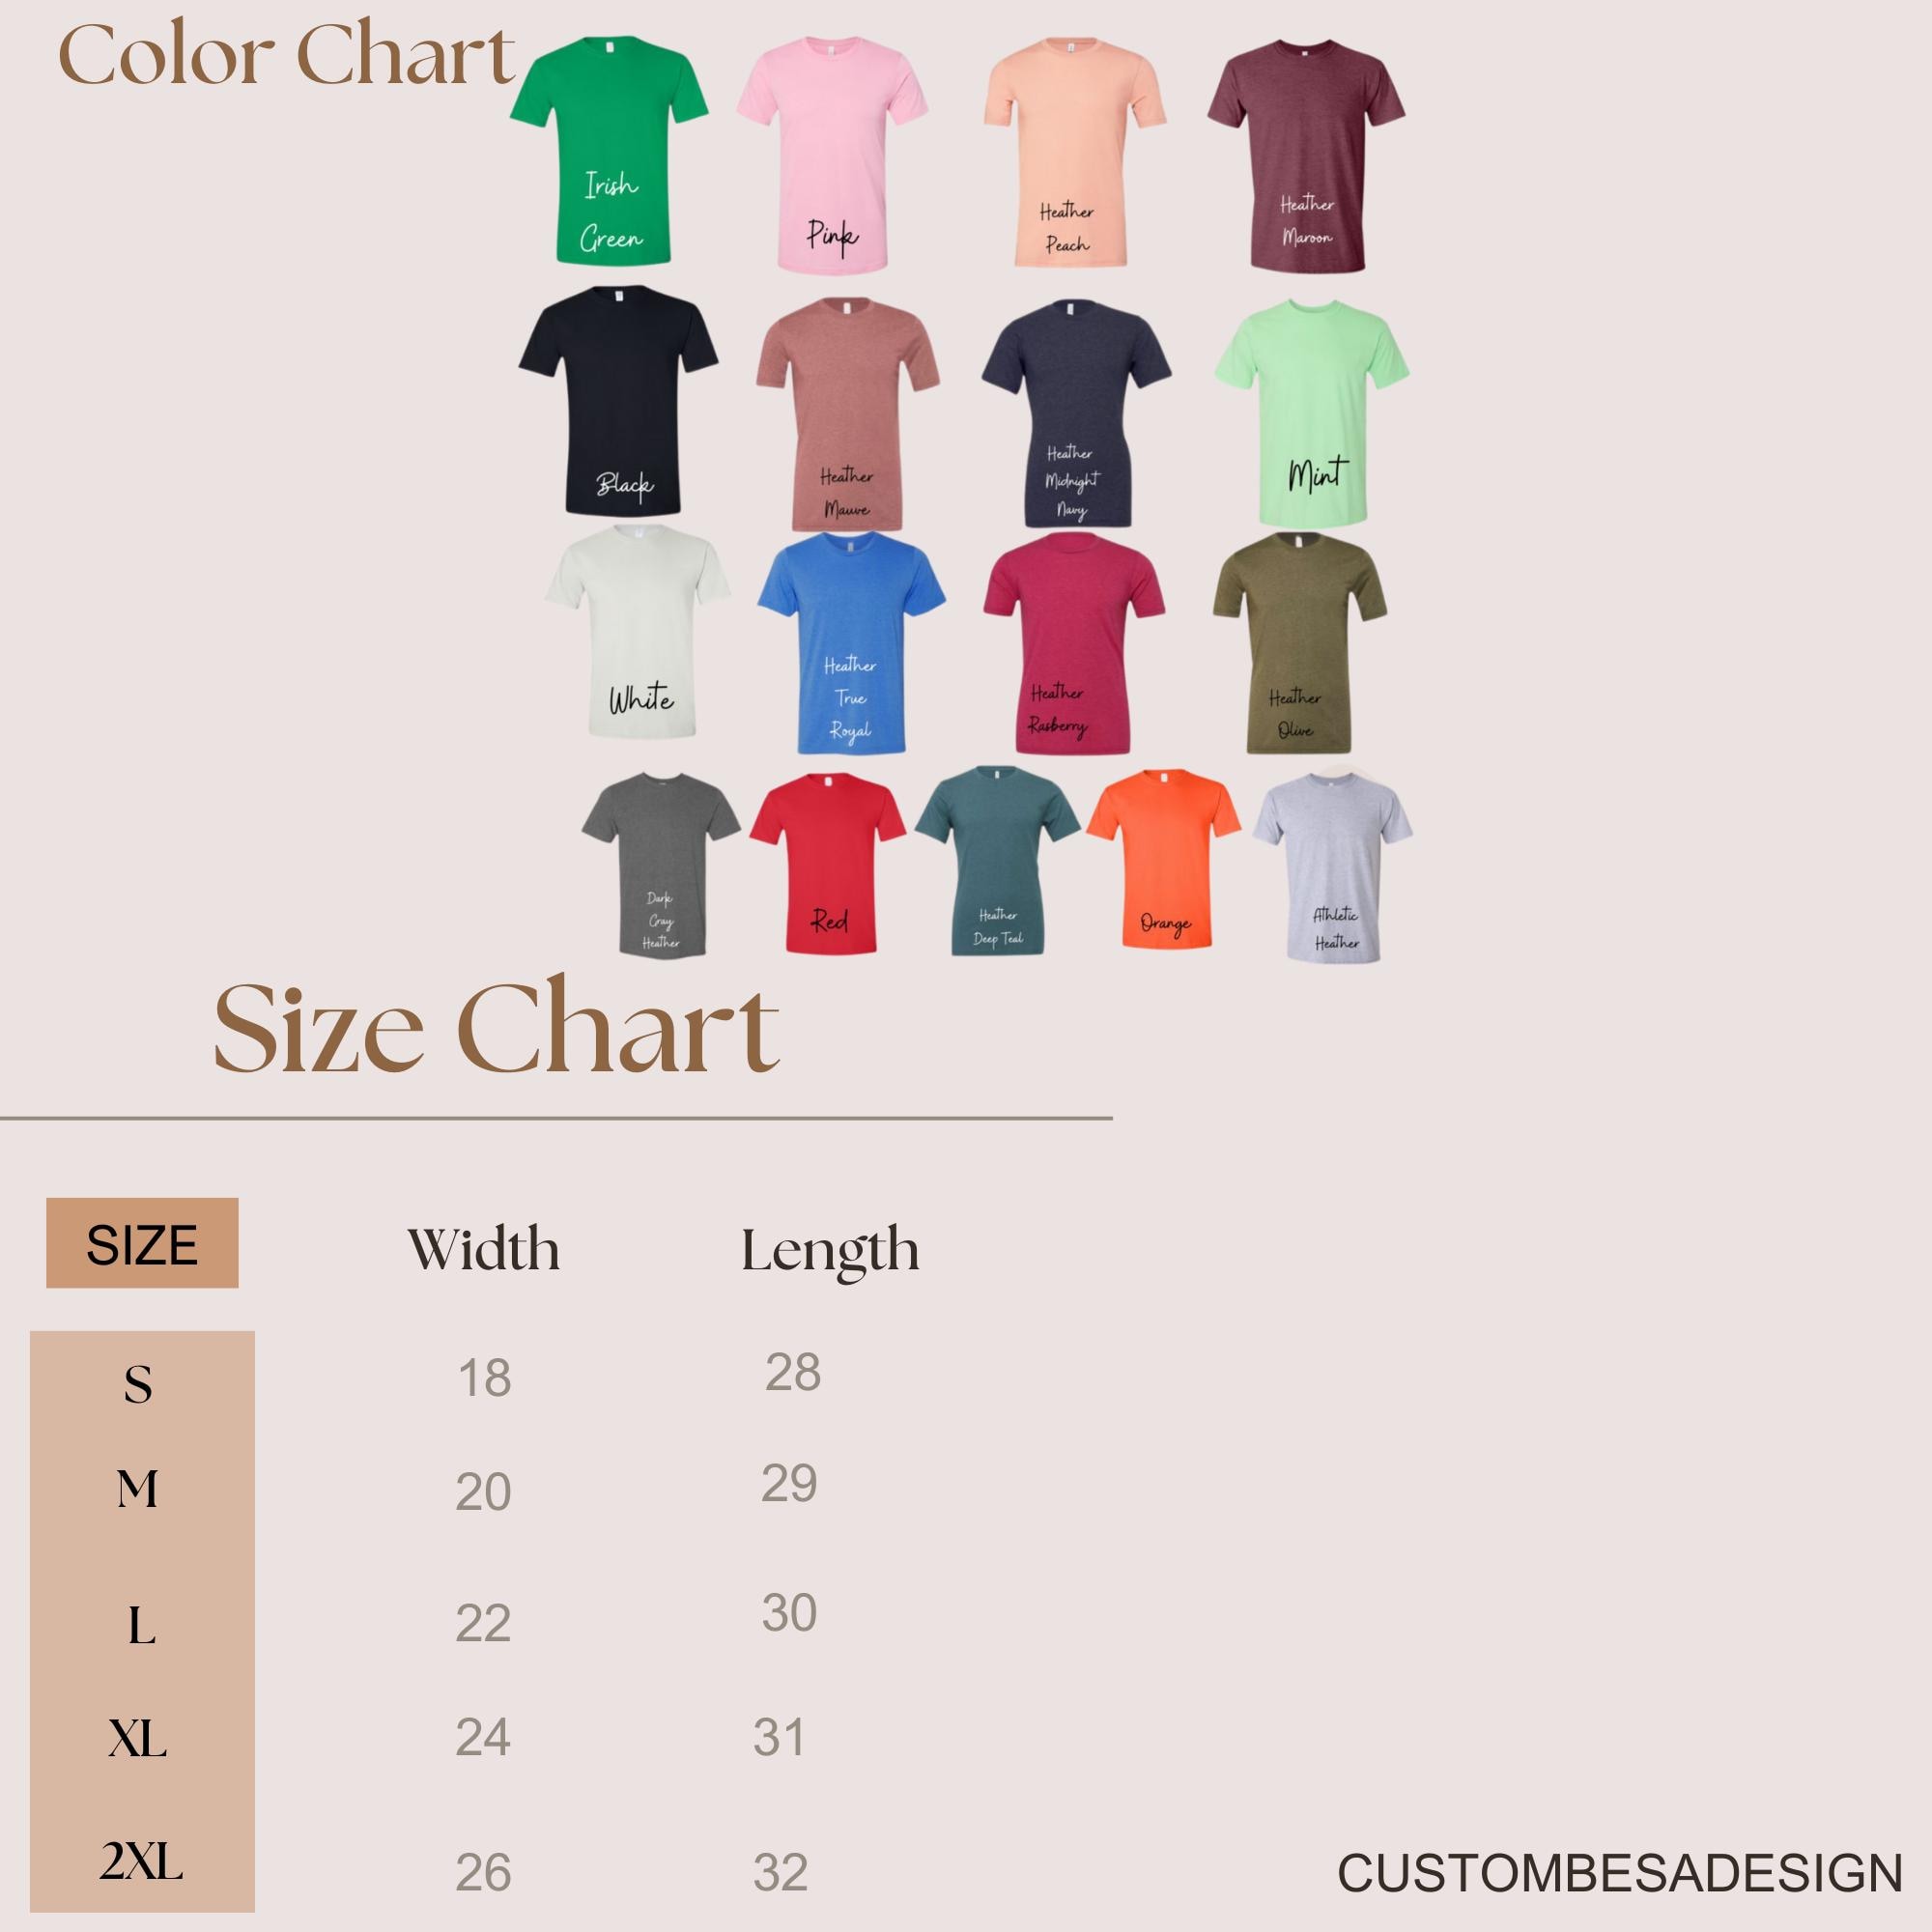 Color Chart
Irish
Green
Pink
Heather
Peach
Heather
Maroon
Black
Heather
Mauve
Heather
Midnight
Navy
Mint
White
Heather
True
Royal
Heather
Rasberry
Heather
Olive
Dark
Gray
Heather
Red
Heather
Deep Teal
Orange
Athletic
Heather
Size Chart
SIZE Width Length
S 18 28
M 20 29
L 22 30
XL 24 31
2XL 26 32
CUSTOMBESADESIGN